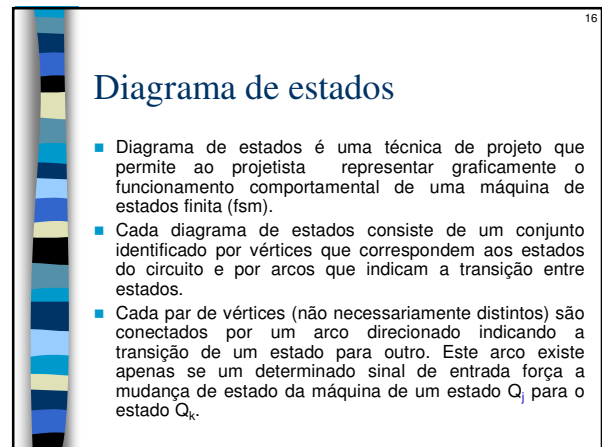 16
Diagrama de estados
Diagrama de estados é uma técnica de projeto que
permite ao projetista representar graficamente o
funcionamento comportamental de uma máquina de
estados finita (fsm).
Cada diagrama de estados consiste de um conjunto
identificado por vértices que correspondem aos estados
do circuito e por arcos que indicam a transição entre
estados.
Cada par de vértices (não necessariamente distintos) são
conectados por um arco direcionado indicando a
transição de um estado para outro. Este arco existe
apenas se um determinado sinal de entrada força a
mudança de estado da máquina de um estado Qj para o
estado Qk.